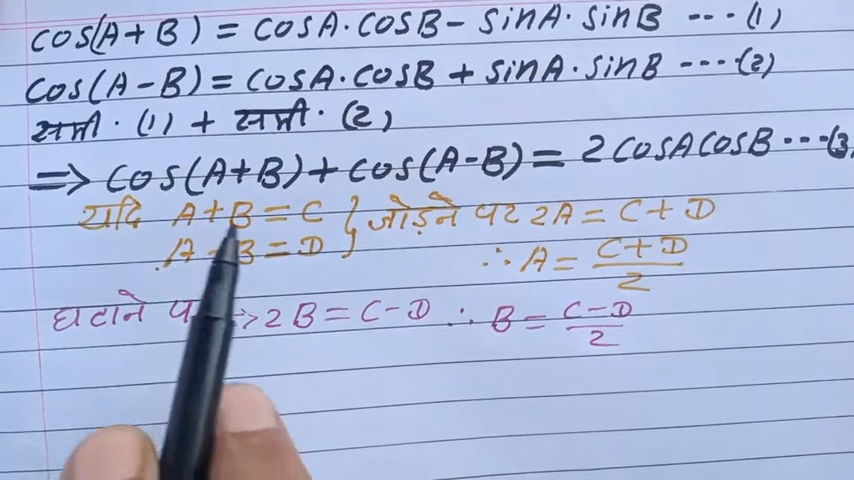 cos(A+B) = cosA·cosB − sinA·sinB ---- (1)
cos(A−B) = cosA·cosB + sinA·sinB ---- (2)
समी· (1) + समी· (2)
⇒ cos(A+B) + cos(A−B) = 2cosAcosB ---- (3)
यदि A+B = C } जोड़ने पर 2A = C+D
A−B = D ∴ A = (C+D)/2
घटाने प ⇒ 2B = C−D ∴ B = (C−D)/2